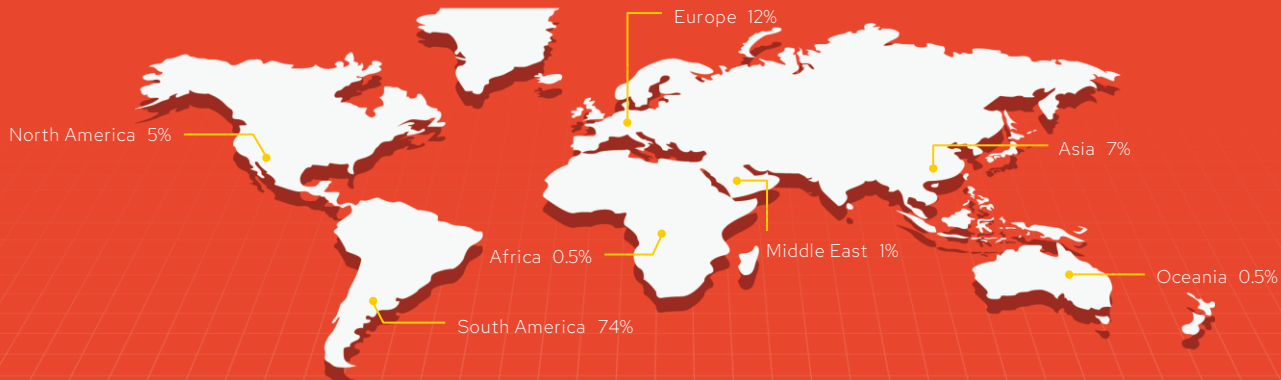 Europe 12%
North America 5%
Asia 7%
Africa 0.5%
Middle East 1%
Oceania 0.5%
South America 74%